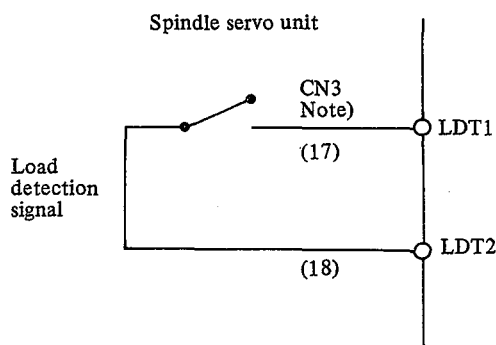 Spindle servo unit
CN3
Note)
LDT1
(17)
Load
detection
signal
LDT2
(18)